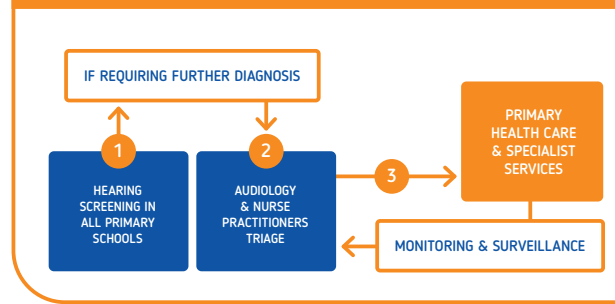 IF REQUIRING FURTHER DIAGNOSIS
1
HEARING
SCREENING IN
ALL PRIMARY
SCHOOLS
2
AUDIOLOGY
& NURSE
PRACTITIONERS
TRIAGE
3
PRIMARY
HEALTH CARE
& SPECIALIST
SERVICES
MONITORING & SURVEILLANCE